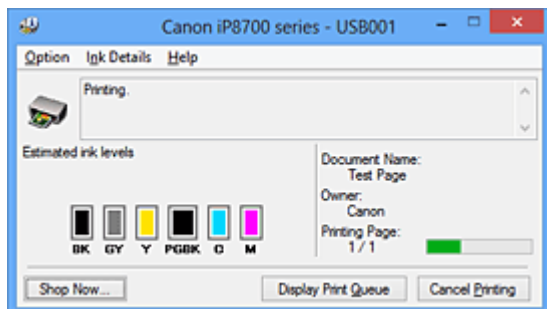 Canon iP8700 series - USB001
Option Ink Details Help
Printing.
Estimated ink levels
BK GY Y PGBK C M
Document Name:
Test Page
Owner:
Canon
Printing Page:
1 / 1
Shop Now... Display Print Queue Cancel Printing